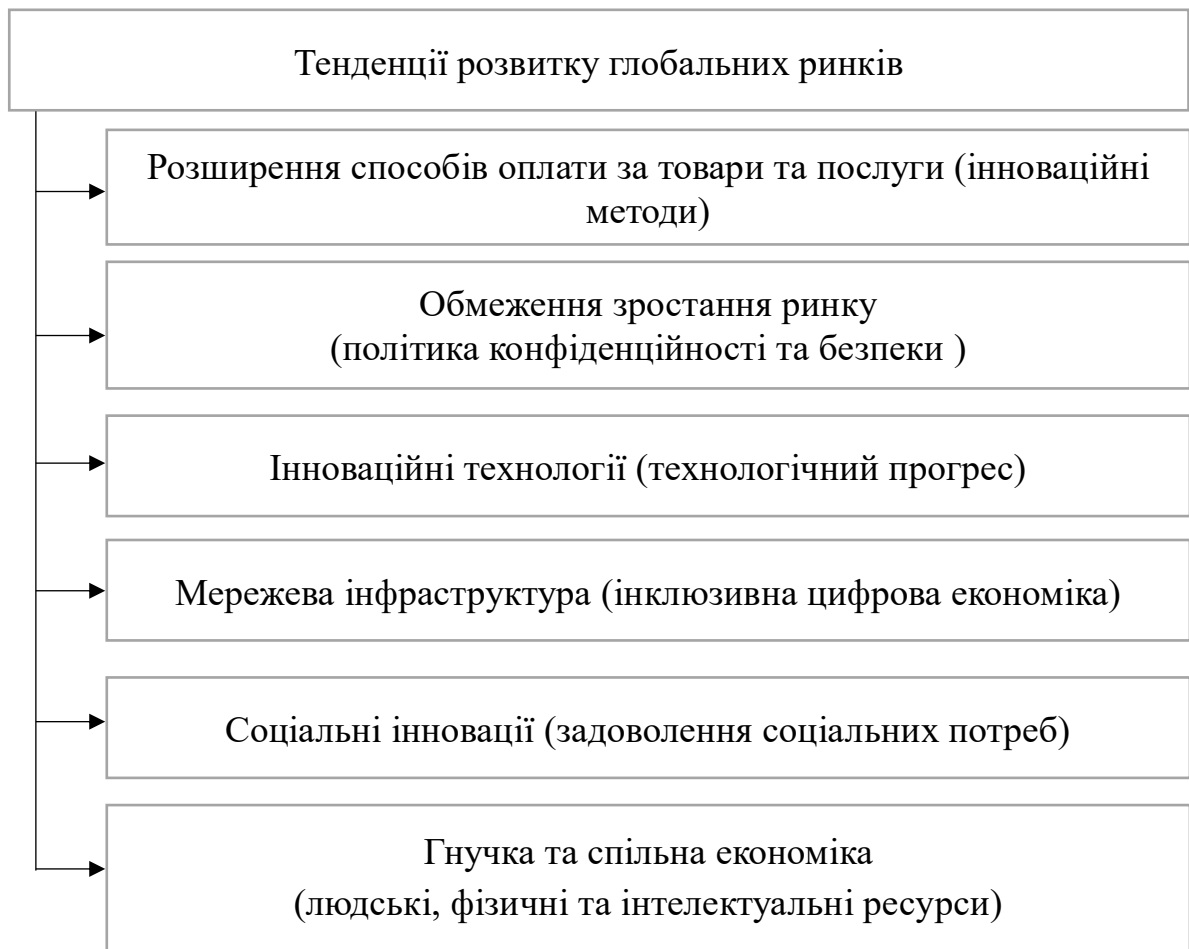 Тенденції розвитку глобальних ринків
Розширення способів оплати за товари та послуги (інноваційні
методи)
Обмеження зростання ринку
(політика конфіденційності та безпеки )
Інноваційні технології (технологічний прогрес)
Мережева інфраструктура (інклюзивна цифрова економіка)
Соціальні інновації (задоволення соціальних потреб)
Гнучка та спільна економіка
(людські, фізичні та інтелектуальні ресурси)